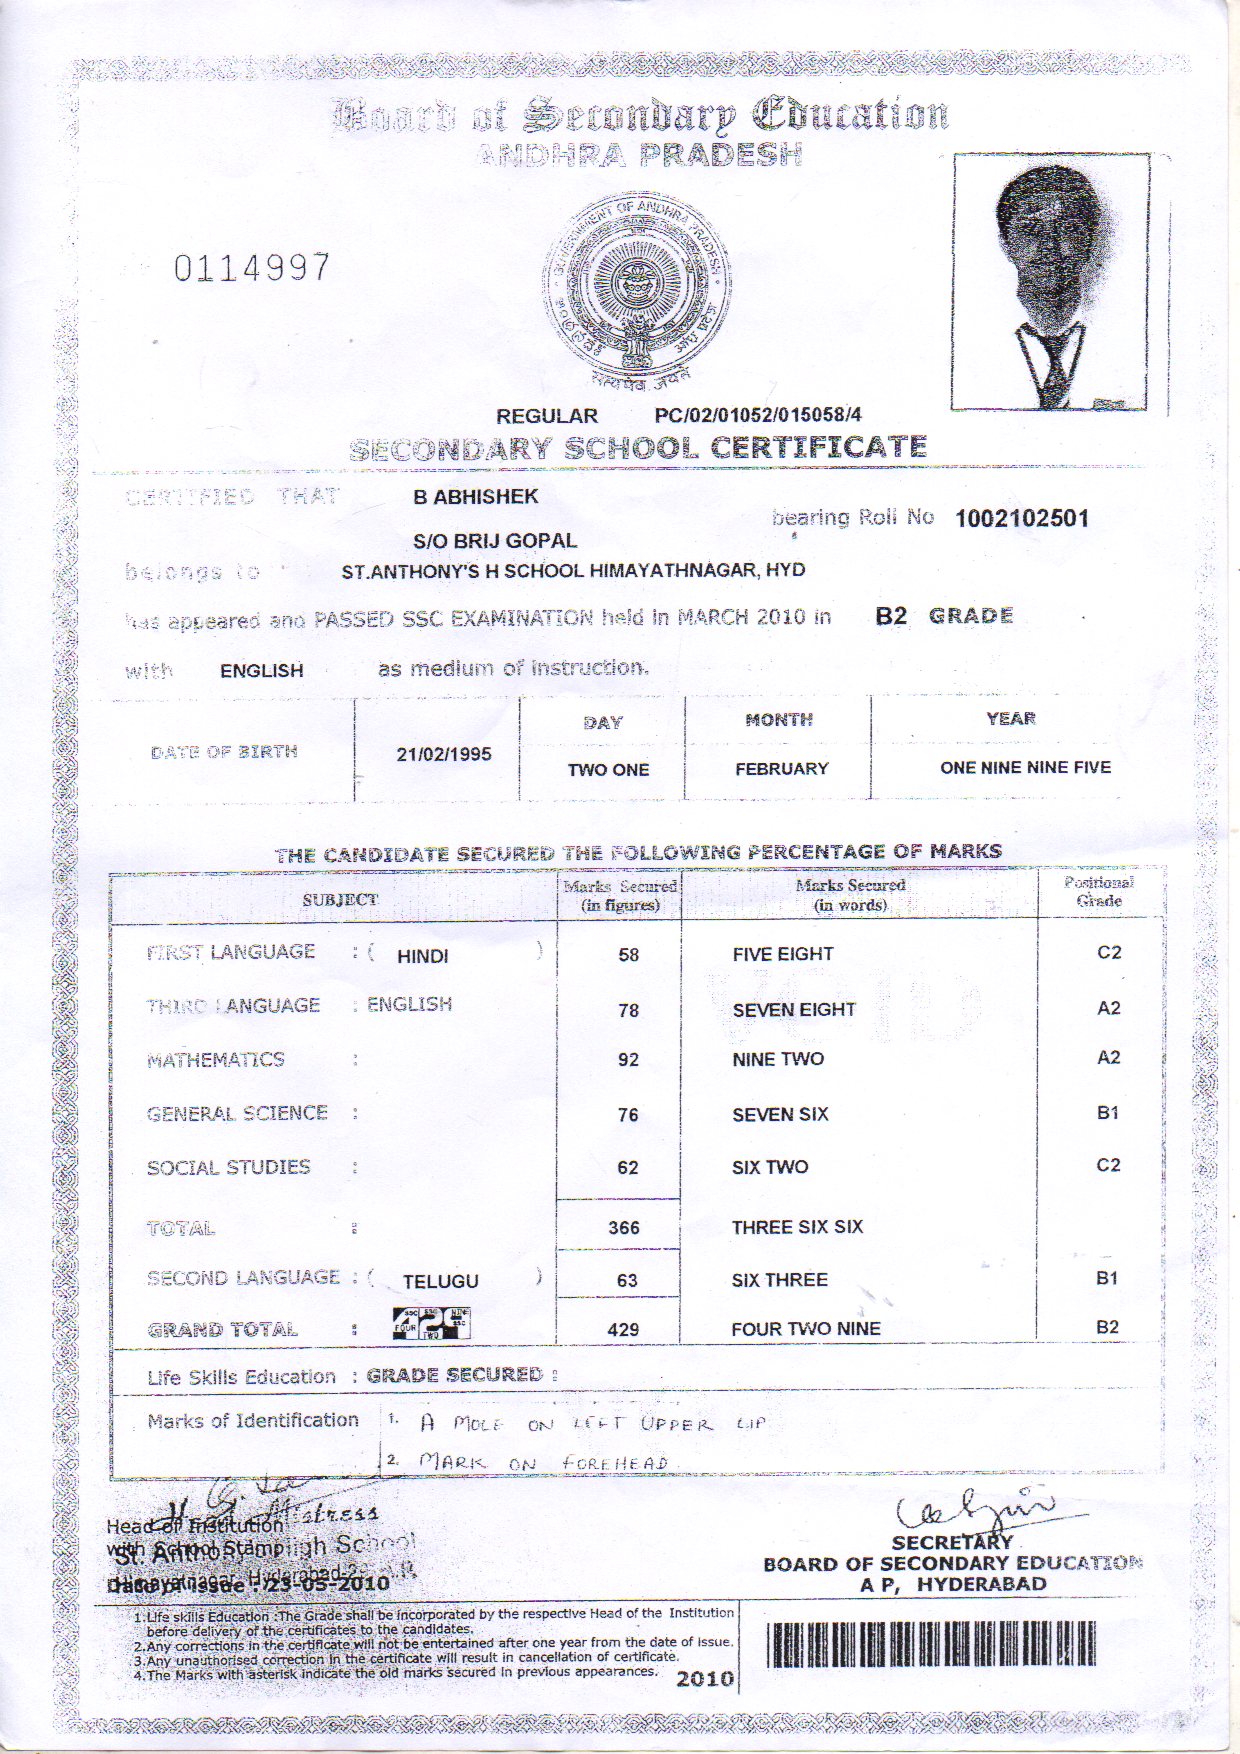 Board of Secondary Education
ANDHRA PRADESH
0114997
GOVERNMENT OF ANDHRA PRADESH
सत्यमेव जयते
REGULAR PC/02/01052/015058/4
SECONDARY SCHOOL CERTIFICATE
CERTIFIED THAT B ABHISHEK
bearing Roll No 1002102501
S/O BRIJ GOPAL
belongs to ST.ANTHONY'S H SCHOOL HIMAYATHNAGAR, HYD
has appeared and PASSED SSC EXAMINATION held in MARCH 2010 in B2 GRADE
with ENGLISH as medium of instruction.
DATE OF BIRTH 21/02/1995
DAY MONTH YEAR
TWO ONE FEBRUARY ONE NINE NINE FIVE
THE CANDIDATE SECURED THE FOLLOWING PERCENTAGE OF MARKS
SUBJECT Marks Secured (in figures) Marks Secured (in words) Positional Grade
FIRST LANGUAGE : ( HINDI ) 58 FIVE EIGHT C2
THIRD LANGUAGE : ENGLISH 78 SEVEN EIGHT A2
MATHEMATICS : 92 NINE TWO A2
GENERAL SCIENCE : 76 SEVEN SIX B1
SOCIAL STUDIES : 62 SIX TWO C2
TOTAL : 366 THREE SIX SIX
SECOND LANGUAGE : ( TELUGU ) 63 SIX THREE B1
GRAND TOTAL : 429 FOUR TWO NINE B2
Life Skills Education : GRADE SECURED :
Marks of Identification 1. A MOLE ON LEFT UPPER LIP
2. MARK ON FOREHEAD
Head Mistress
Head of Institution
with School Stamp
St. Anthony's High School
Himayatnagar, Hyderabad-29
Date of Issue : 23-05-2010
SECRETARY
BOARD OF SECONDARY EDUCATION
A P, HYDERABAD
1.Life skills Education :The Grade shall be incorporated by the respective Head of the Institution
before delivery of the certificates to the candidates.
2.Any corrections in the certificate will not be entertained after one year from the date of issue.
3.Any unauthorised correction in the certificate will result in cancellation of certificate.
4.The Marks with asterisk indicate the old marks secured in previous appearances.
2010